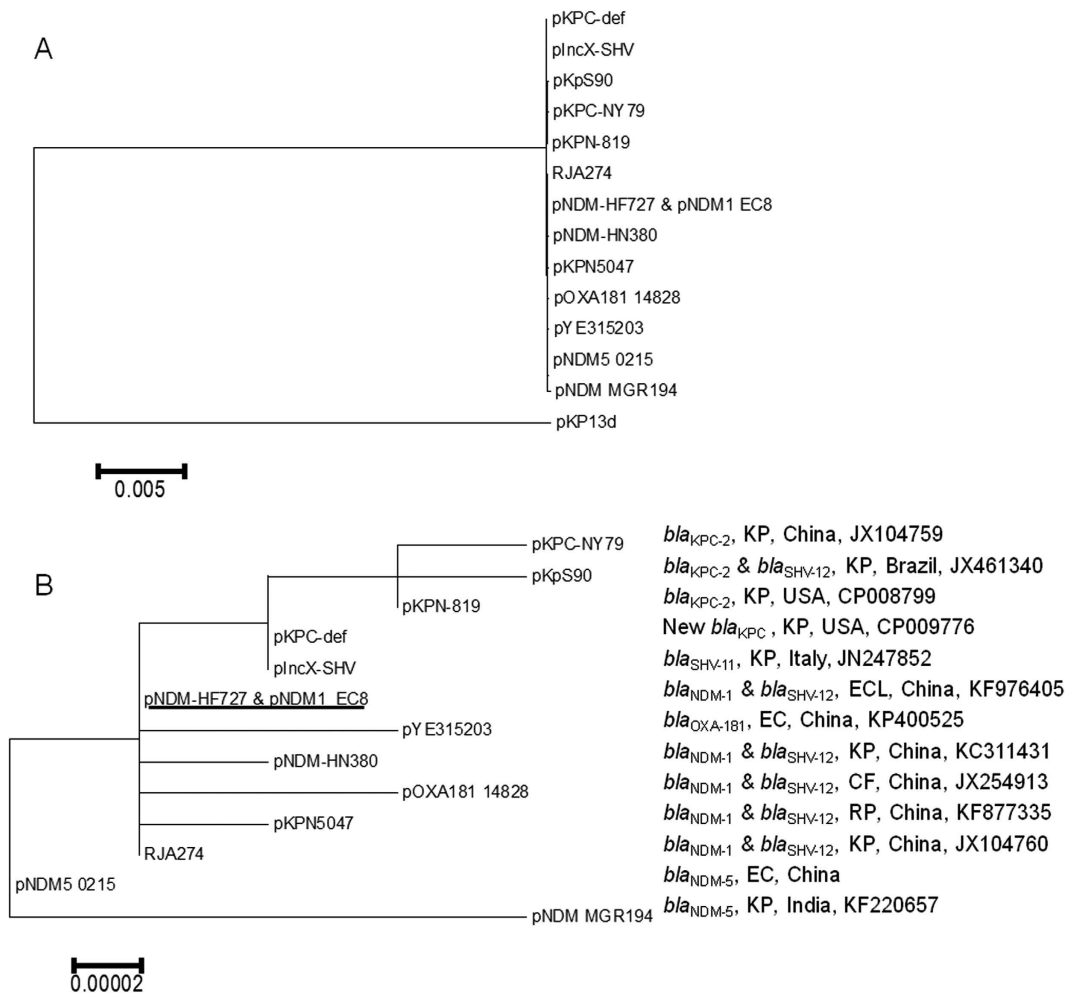 A
pKPC-def
pIncX-SHV
pKpS90
pKPC-NY79
pKPN-819
RJA274
pNDM-HF727 & pNDM1 EC8
pNDM-HN380
pKPN5047
pOXA181 14828
pYE315203
pNDM5 0215
pNDM MGR194
pKP13d
0.005
B
pKPC-NY79 blaKPC-2, KP, China, JX104759
pKpS90 blaKPC-2 & blaSHV-12, KP, Brazil, JX461340
pKPN-819 blaKPC-2, KP, USA, CP008799
pKPC-def New blaKPC , KP, USA, CP009776
pIncX-SHV blaSHV-11, KP, Italy, JN247852
pNDM-HF727 & pNDM1 EC8 blaNDM-1 & blaSHV-12, ECL, China, KF976405
pYE315203 blaOXA-181, EC, China, KP400525
pNDM-HN380 blaNDM-1 & blaSHV-12, KP, China, KC311431
pOXA181 14828 blaNDM-1 & blaSHV-12, CF, China, JX254913
pKPN5047 blaNDM-1 & blaSHV-12, RP, China, KF877335
RJA274 blaNDM-1 & blaSHV-12, KP, China, JX104760
pNDM5 0215 blaNDM-5, EC, China
pNDM MGR194 blaNDM-5, KP, India, KF220657
0.00002